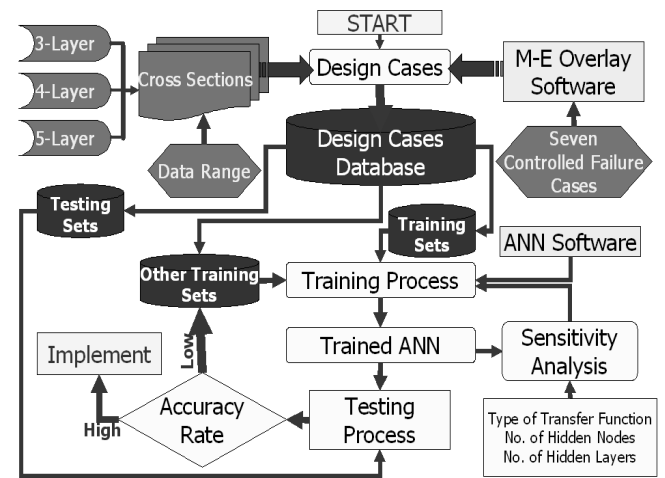 START
3-Layer
4-Layer
5-Layer
Cross Sections
Design Cases
M-E Overlay
Software
Data Range
Design Cases
Database
Seven
Controlled Failure
Cases
Testing
Sets
Training
Sets
ANN Software
Other Training
Sets
Training Process
Implement
Low
Trained ANN
Sensitivity
Analysis
High
Accuracy
Rate
Testing
Process
Type of Transfer Function
No. of Hidden Nodes
No. of Hidden Layers